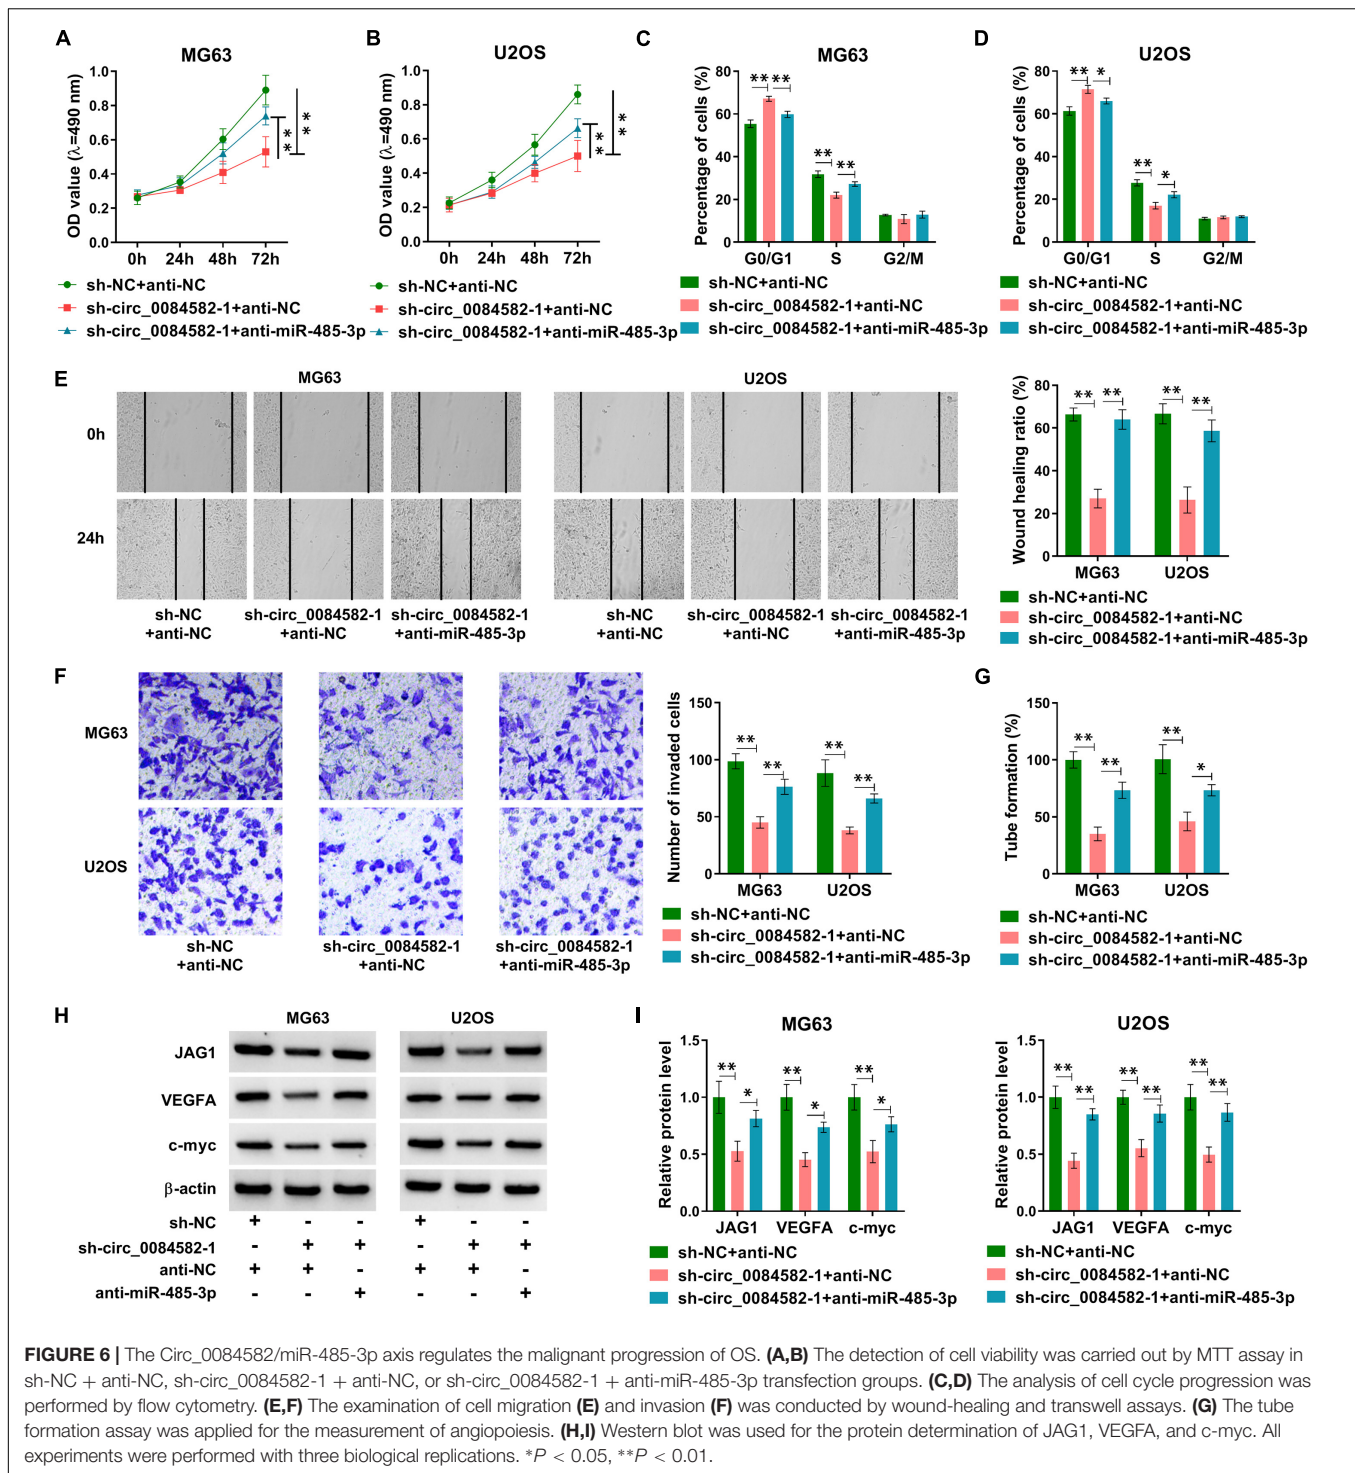 A
MG63
OD value (λ=490 nm)
1.0
0.8
0.6
0.4
0.2
0.0
0h 24h 48h 72h
**
**
sh-NC+anti-NC
sh-circ_0084582-1+anti-NC
sh-circ_0084582-1+anti-miR-485-3p
B
U2OS
OD value (λ=490 nm)
1.0
0.8
0.6
0.4
0.2
0.0
0h 24h 48h 72h
**
**
sh-NC+anti-NC
sh-circ_0084582-1+anti-NC
sh-circ_0084582-1+anti-miR-485-3p
C
MG63
Percentage of cells (%)
80
60
40
20
0
** **
** **
G0/G1 S G2/M
sh-NC+anti-NC
sh-circ_0084582-1+anti-NC
sh-circ_0084582-1+anti-miR-485-3p
D
U2OS
Percentage of cells (%)
80
60
40
20
0
** *
** *
G0/G1 S G2/M
sh-NC+anti-NC
sh-circ_0084582-1+anti-NC
sh-circ_0084582-1+anti-miR-485-3p
E
MG63
U2OS
0h
24h
sh-NC
+anti-NC
sh-circ_0084582-1
+anti-NC
sh-circ_0084582-1
+anti-miR-485-3p
sh-NC
+anti-NC
sh-circ_0084582-1
+anti-NC
sh-circ_0084582-1
+anti-miR-485-3p
Wound healing ratio (%)
80
60
40
20
0
** **
** **
MG63 U2OS
sh-NC+anti-NC
sh-circ_0084582-1+anti-NC
sh-circ_0084582-1+anti-miR-485-3p
F
MG63
U2OS
sh-NC
+anti-NC
sh-circ_0084582-1
+anti-NC
sh-circ_0084582-1
+anti-miR-485-3p
Number of invaded cells
150
100
50
0
** **
** **
MG63 U2OS
sh-NC+anti-NC
sh-circ_0084582-1+anti-NC
sh-circ_0084582-1+anti-miR-485-3p
G
Tube formation (%)
150
100
50
0
** **
** *
MG63 U2OS
sh-NC+anti-NC
sh-circ_0084582-1+anti-NC
sh-circ_0084582-1+anti-miR-485-3p
H
MG63 U2OS
JAG1
VEGFA
c-myc
β-actin
sh-NC + - - + - -
sh-circ_0084582-1 - + + - + +
anti-NC + + - + + -
anti-miR-485-3p - - + - - +
I
MG63
Relative protein level
1.5
1.0
0.5
0.0
** *
** *
** *
JAG1 VEGFA c-myc
sh-NC+anti-NC
sh-circ_0084582-1+anti-NC
sh-circ_0084582-1+anti-miR-485-3p
U2OS
Relative protein level
1.5
1.0
0.5
0.0
** **
** **
** **
JAG1 VEGFA c-myc
sh-NC+anti-NC
sh-circ_0084582-1+anti-NC
sh-circ_0084582-1+anti-miR-485-3p
FIGURE 6 | The Circ_0084582/miR-485-3p axis regulates the malignant progression of OS. (A,B) The detection of cell viability was carried out by MTT assay in
sh-NC + anti-NC, sh-circ_0084582-1 + anti-NC, or sh-circ_0084582-1 + anti-miR-485-3p transfection groups. (C,D) The analysis of cell cycle progression was
performed by flow cytometry. (E,F) The examination of cell migration (E) and invasion (F) was conducted by wound-healing and transwell assays. (G) The tube
formation assay was applied for the measurement of angiopoiesis. (H,I) Western blot was used for the protein determination of JAG1, VEGFA, and c-myc. All
experiments were performed with three biological replications. *P < 0.05, **P < 0.01.